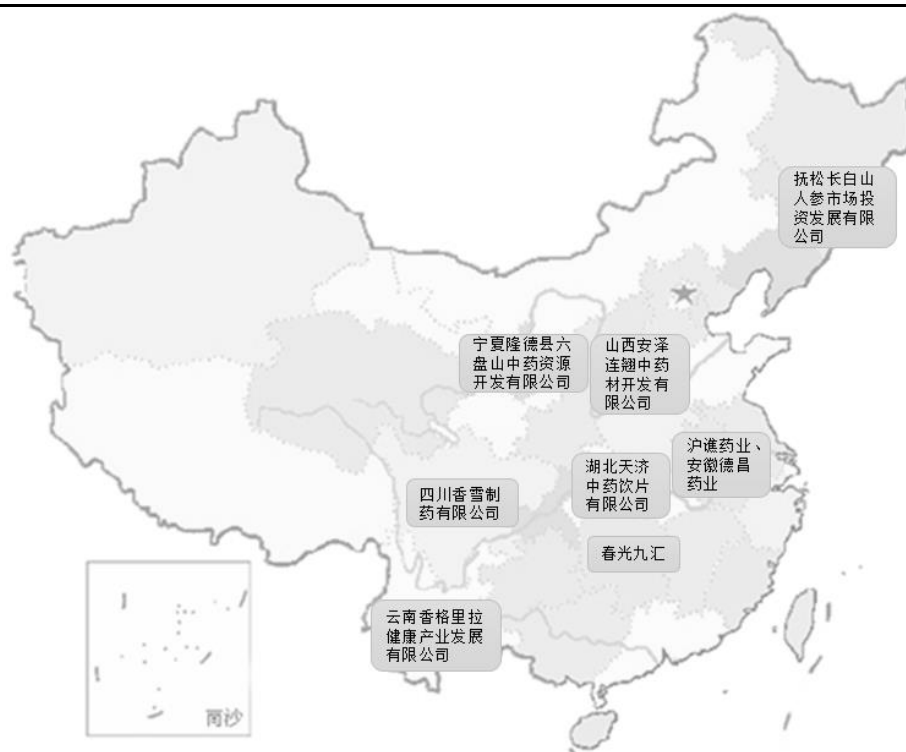 抚松长白山
人参市场投
资发展有限
公司
宁夏隆德县六
盘山中药资源
开发有限公司
山西安泽
连翘中药
材开发有
限公司
沪谯药业、
安徽德昌
药业
湖北天济
中药饮片
有限公司
四川香雪制
药有限公司
春光九汇
云南香格里拉
健康产业发展
有限公司
南沙